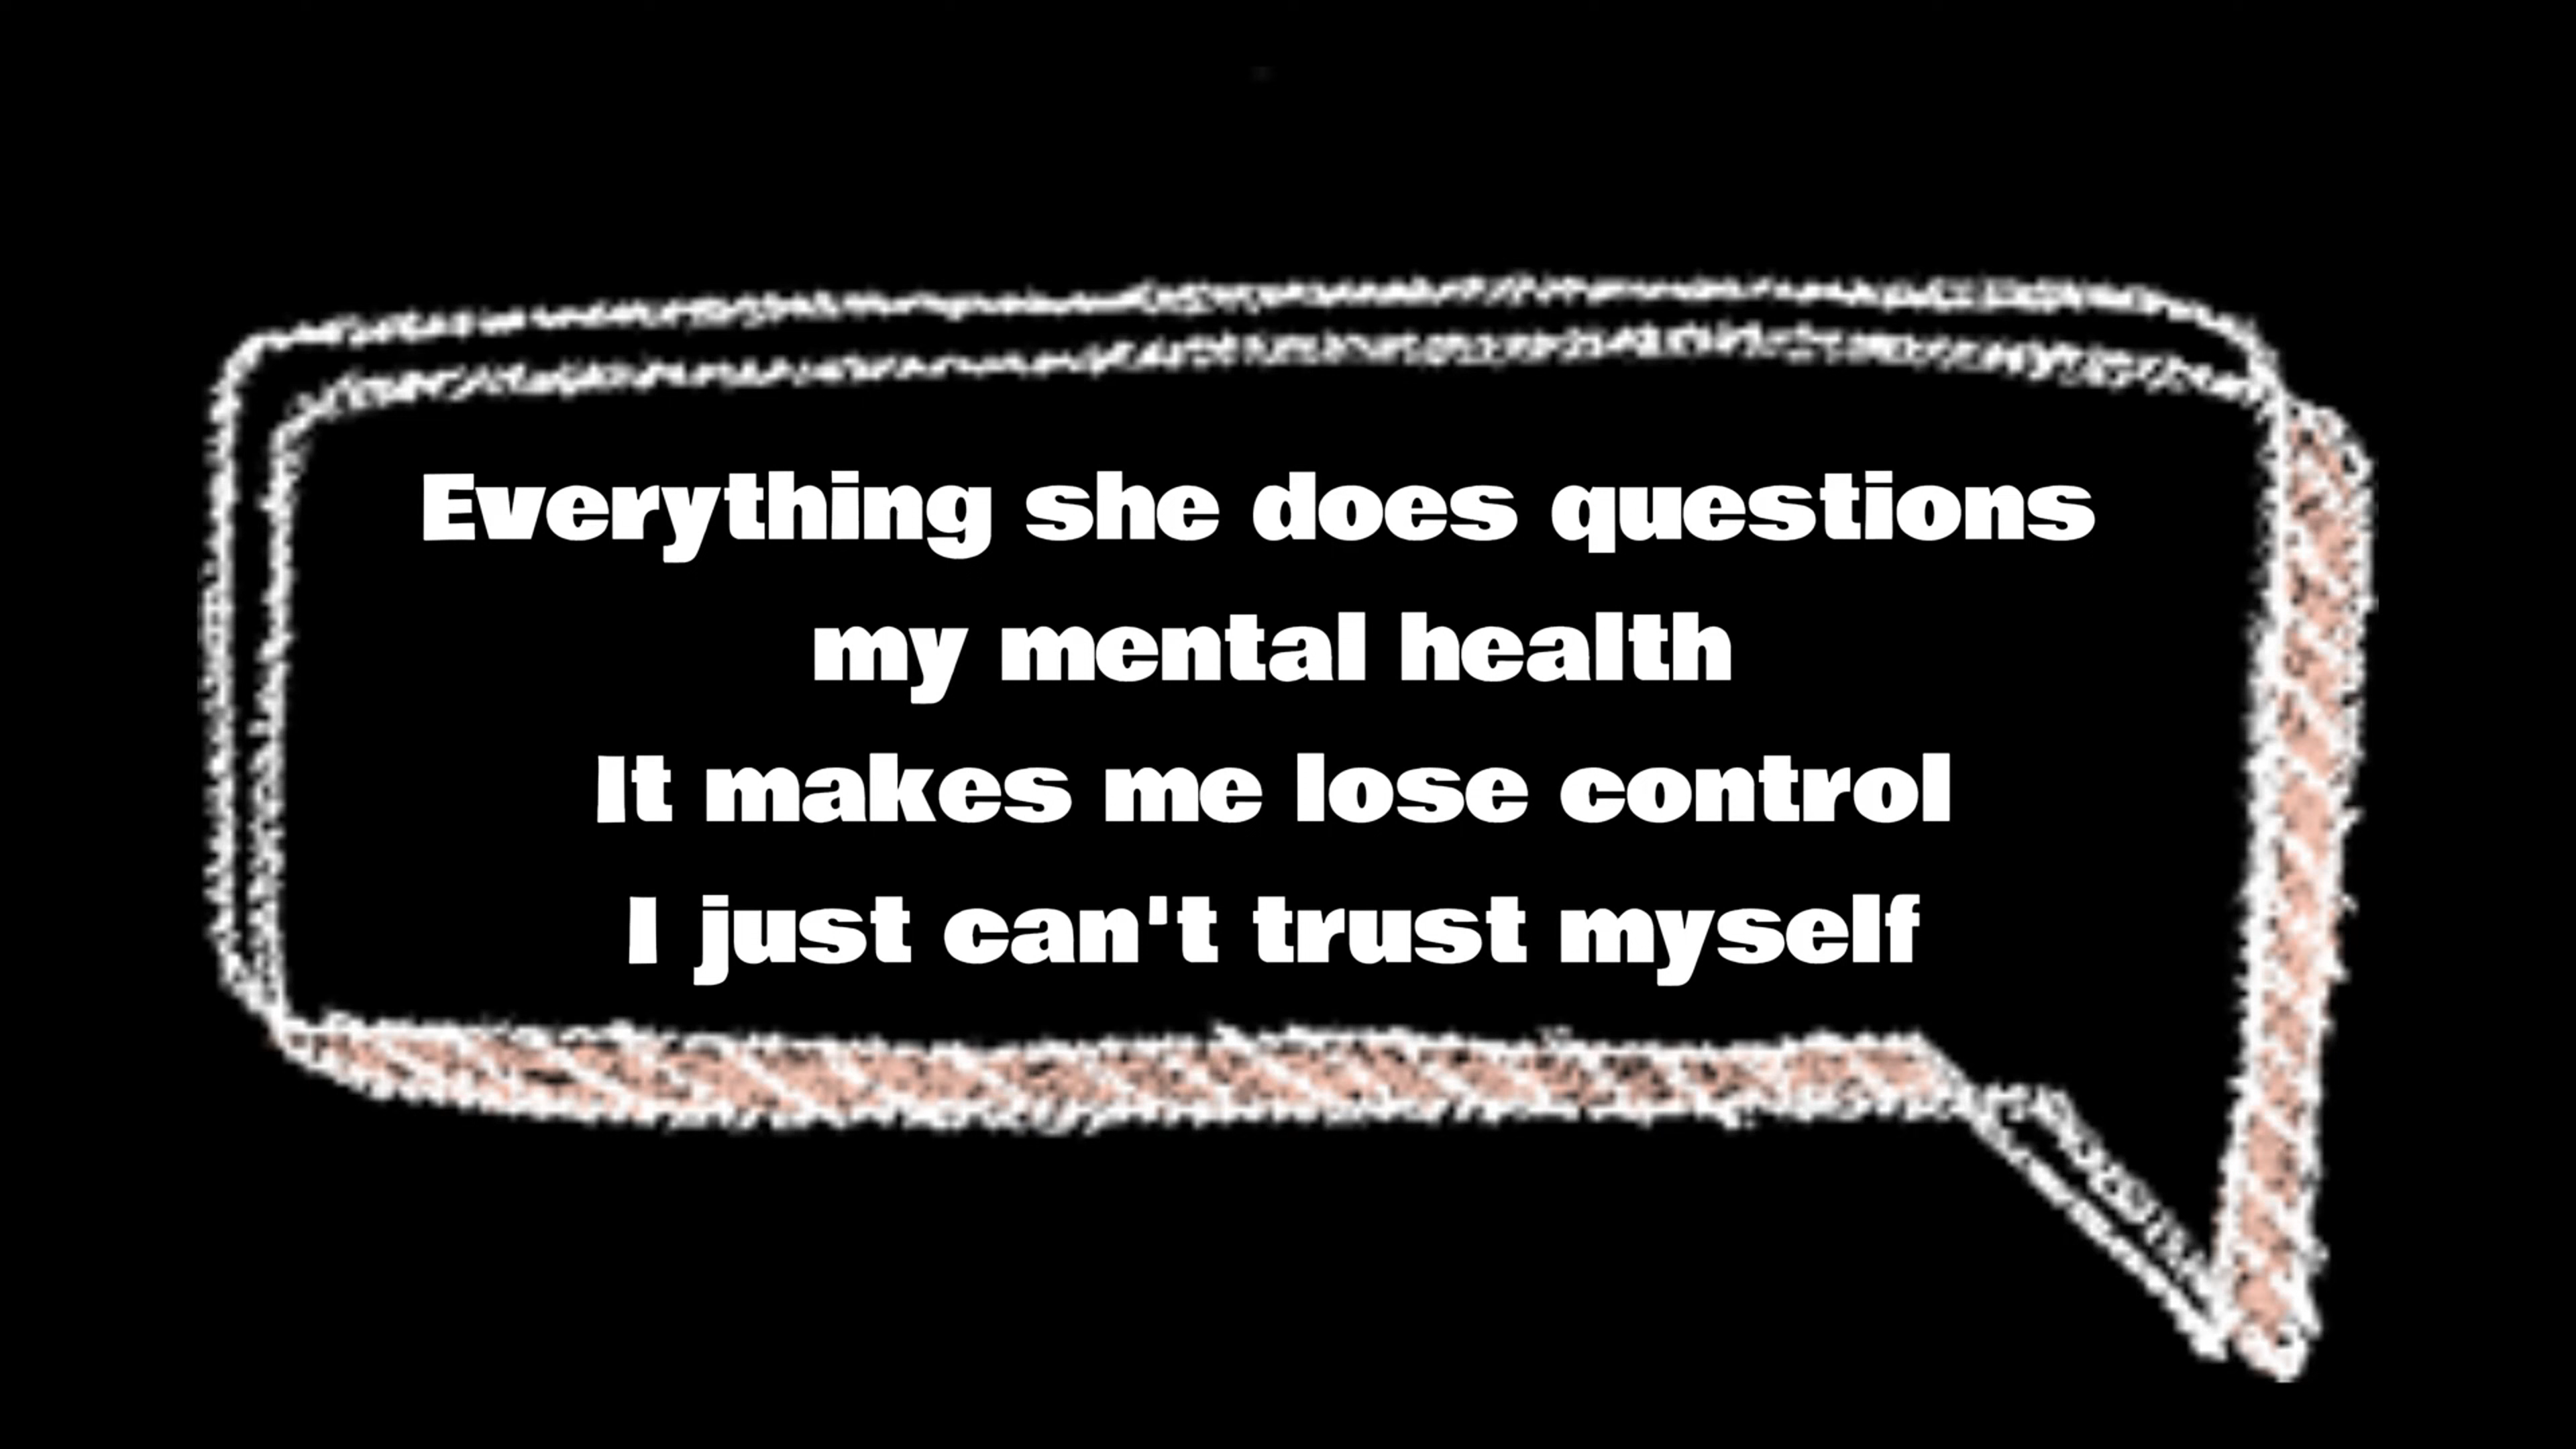 Everything she does questions
my mental health
It makes me lose control
I just can't trust myself